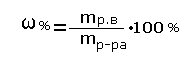 ω% = mр.в / mр-ра · 100 %